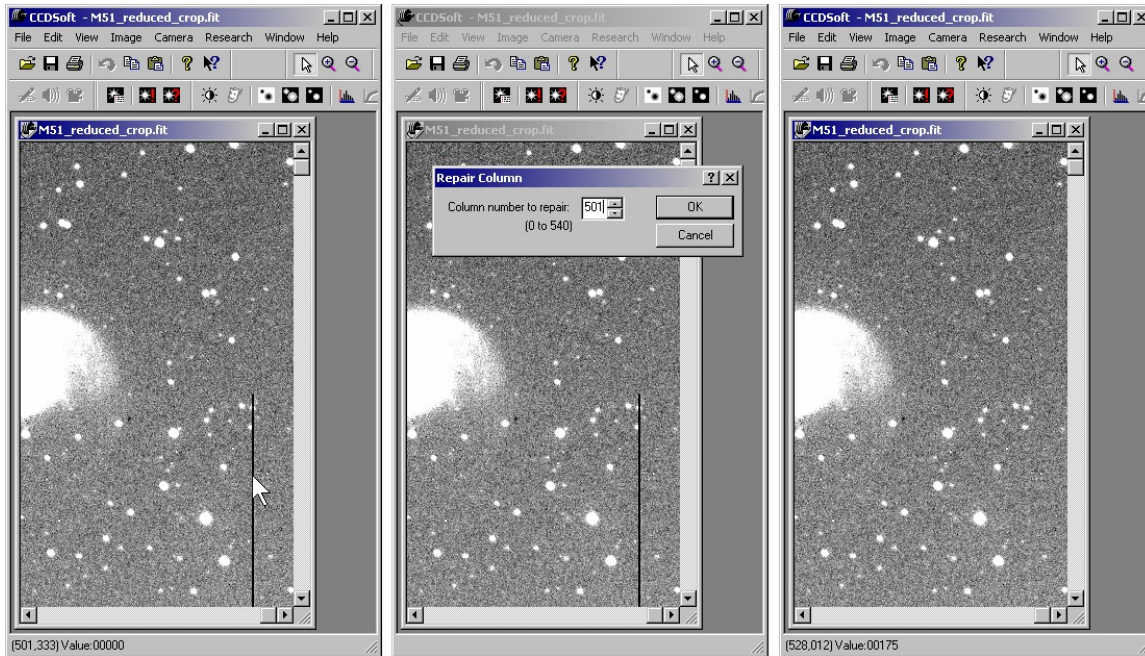 CCDSoft - M51_reduced_crop.fit
File Edit View Image Camera Research Window Help
M51_reduced_crop.fit
(501,333) Value:00000
CCDSoft - M51_reduced_crop.fit
File Edit View Image Camera Research Window Help
M51_reduced_crop.fit
Repair Column
Column number to repair: 501
(0 to 540)
OK
Cancel
CCDSoft - M51_reduced_crop.fit
File Edit View Image Camera Research Window Help
M51_reduced_crop.fit
(528,012) Value:00175